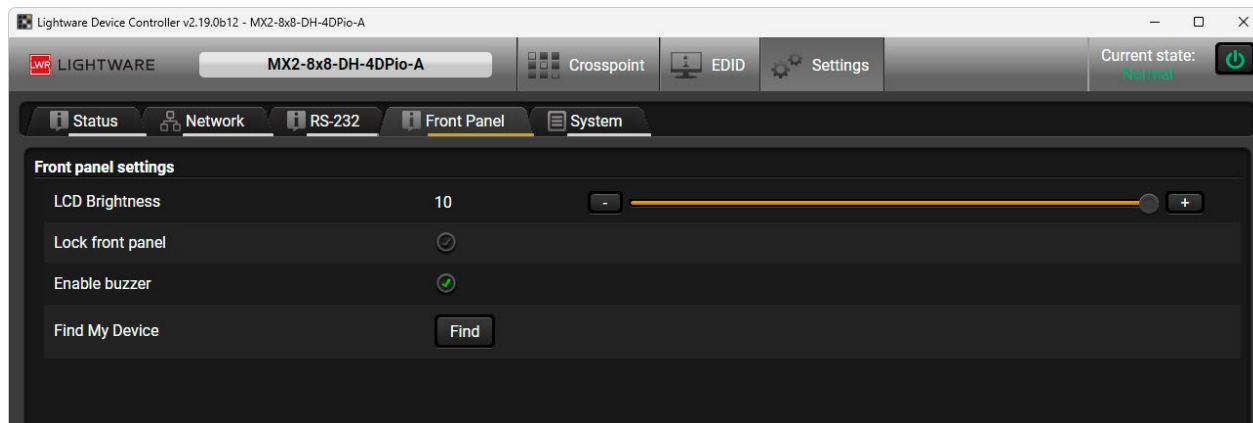 Lightware Device Controller v2.19.0b12 - MX2-8x8-DH-4DPio-A
LWR LIGHTWARE MX2-8x8-DH-4DPio-A Crosspoint EDID Settings Current state:
Normal
Status Network RS-232 Front Panel System
Front panel settings
LCD Brightness 10 - +
Lock front panel
Enable buzzer
Find My Device Find